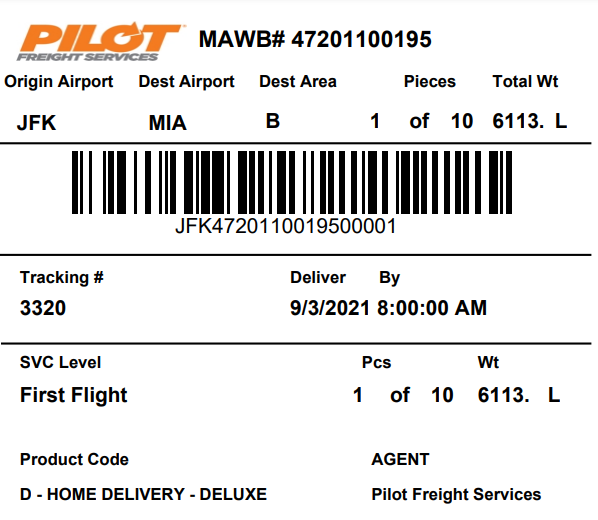 PILOT
FREIGHT SERVICES
MAWB# 47201100195
Origin Airport Dest Airport Dest Area Pieces Total Wt
JFK MIA B 1 of 10 6113. L
JFK4720110019500001
Tracking # Deliver By
3320 9/3/2021 8:00:00 AM
SVC Level Pcs Wt
First Flight 1 of 10 6113. L
Product Code AGENT
D - HOME DELIVERY - DELUXE Pilot Freight Services